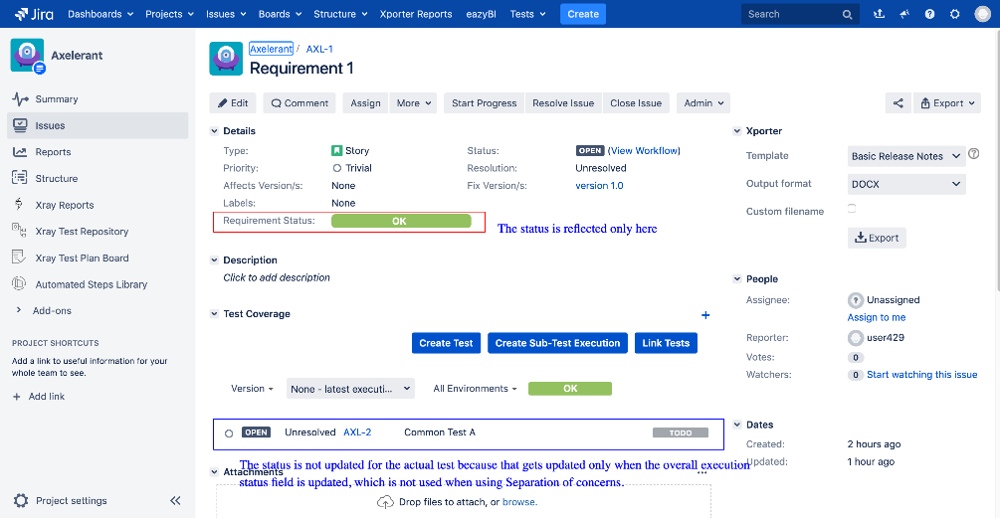 Jira Dashboards Projects Issues Boards Structure Xporter Reports eazyBI Tests Create Search
Axelerant
Summary
Issues
Reports
Structure
Xray Reports
Xray Test Repository
Xray Test Plan Board
Automated Steps Library
Add-ons
PROJECT SHORTCUTS
Add a link to useful information for your
whole team to see.
+ Add link
Project settings
Axelerant / AXL-1
Requirement 1
Edit Comment Assign More Start Progress Resolve Issue Close Issue Admin Export
Details
Type: Story Status: OPEN (View Workflow)
Priority: Trivial Resolution: Unresolved
Affects Version/s: None Fix Version/s: version 1.0
Labels: None
Requirement Status: OK
The status is reflected only here
Description
Click to add description
Test Coverage
Create Test Create Sub-Test Execution Link Tests
Version None - latest executi... All Environments OK
OPEN Unresolved AXL-2 Common Test A TODO
The status is not updated for the actual test because that gets updated only when the overall execution
status field is updated, which is not used when using Separation of concerns.
Attachments
Drop files to attach, or browse.
Xporter
Template Basic Release Notes
Output format DOCX
Custom filename
Export
People
Assignee: Unassigned
Assign to me
Reporter: user429
Votes: 0
Watchers: 0 Start watching this issue
Dates
Created: 2 hours ago
Updated: 1 hour ago